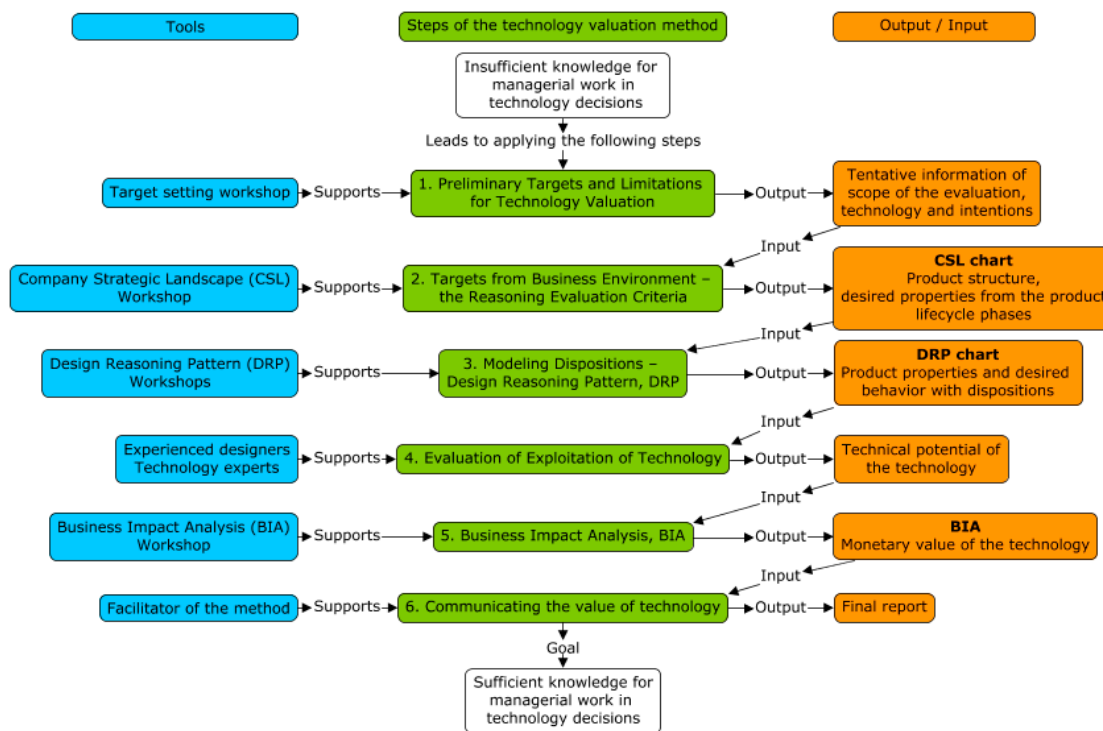 Tools
Steps of the technology valuation method
Output / Input
Insufficient knowledge for
managerial work in
technology decisions
Leads to applying the following steps
Target setting workshop
Supports
1. Preliminary Targets and Limitations
for Technology Valuation
Output
Tentative information of
scope of the evaluation,
technology and intentions
Input
Company Strategic Landscape (CSL)
Workshop
Supports
2. Targets from Business Environment –
the Reasoning Evaluation Criteria
Output
CSL chart
Product structure,
desired properties from the product
lifecycle phases
Input
Design Reasoning Pattern (DRP)
Workshops
Supports
3. Modeling Dispositions –
Design Reasoning Pattern, DRP
Output
DRP chart
Product properties and desired
behavior with dispositions
Input
Experienced designers
Technology experts
Supports
4. Evaluation of Exploitation of Technology
Output
Technical potential of
the technology
Input
Business Impact Analysis (BIA)
Workshop
Supports
5. Business Impact Analysis, BIA
Output
BIA
Monetary value of the technology
Input
Facilitator of the method
Supports
6. Communicating the value of technology
Output
Final report
Goal
Sufficient knowledge for
managerial work in
technology decisions